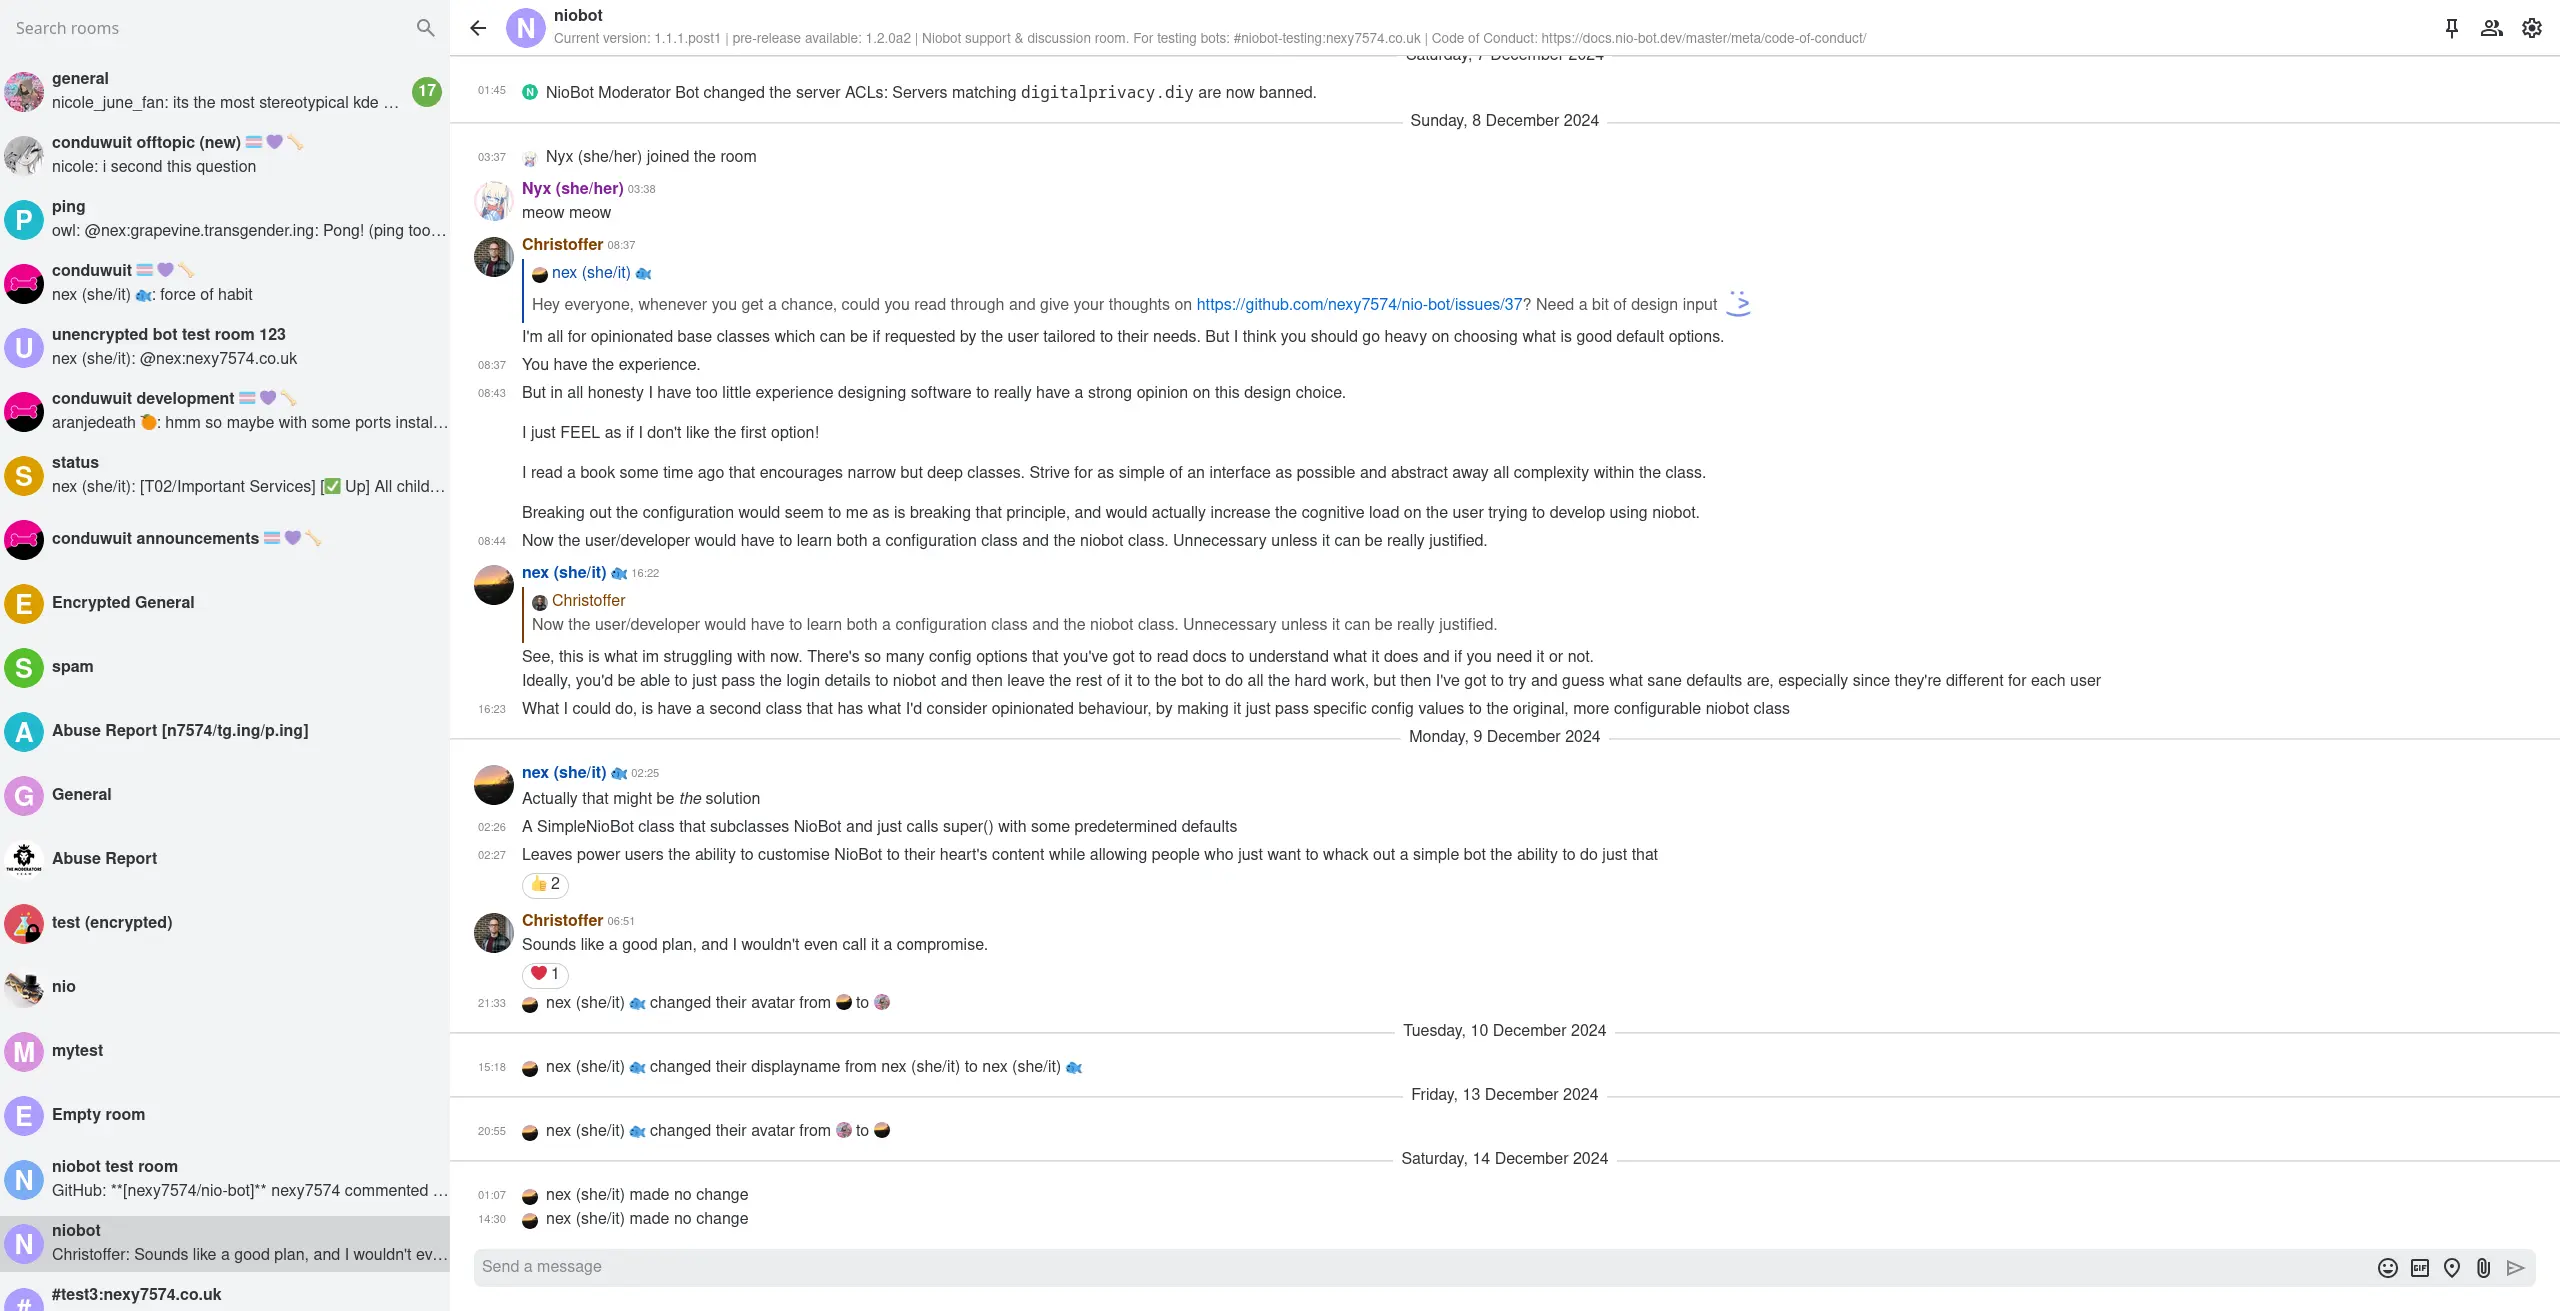 Search rooms
general
nicole_june_fan: its the most stereotypical kde …
17
conduwuit offtopic (new) 🏳️‍⚧️💜🦴
nicole: i second this question
P
ping
owl: @nex:grapevine.transgender.ing: Pong! (ping too…
conduwuit 🏳️‍⚧️💜🦴
nex (she/it) 🐟: force of habit
U
unencrypted bot test room 123
nex (she/it): @nex:nexy7574.co.uk
conduwuit development 🏳️‍⚧️💜🦴
aranjedeath 🍊: hmm so maybe with some ports instal…
S
status
nex (she/it): [T02/Important Services] [✅ Up] All child…
conduwuit announcements 🏳️‍⚧️💜🦴
E
Encrypted General
S
spam
A
Abuse Report [n7574/tg.ing/p.ing]
G
General
THE MODERATORS
TEAM
Abuse Report
test (encrypted)
nio
M
mytest
E
Empty room
N
niobot test room
GitHub: **[nexy7574/nio-bot]** nexy7574 commented …
N
niobot
Christoffer: Sounds like a good plan, and I wouldn't ev…
#
#test3:nexy7574.co.uk
N
niobot
Current version: 1.1.1.post1 | pre-release available: 1.2.0a2 | Niobot support & discussion room. For testing bots: #niobot-testing:nexy7574.co.uk | Code of Conduct: https://docs.nio-bot.dev/master/meta/code-of-conduct/
Saturday, 7 December 2024
01:45 N NioBot Moderator Bot changed the server ACLs: Servers matching digitalprivacy.diy are now banned.
Sunday, 8 December 2024
03:37 Nyx (she/her) joined the room
Nyx (she/her) 03:38
meow meow
Christoffer 08:37
nex (she/it) 🐟
Hey everyone, whenever you get a chance, could you read through and give your thoughts on https://github.com/nexy7574/nio-bot/issues/37? Need a bit of design input
I'm all for opinionated base classes which can be if requested by the user tailored to their needs. But I think you should go heavy on choosing what is good default options.
08:37 You have the experience.
08:43 But in all honesty I have too little experience designing software to really have a strong opinion on this design choice.
I just FEEL as if I don't like the first option!
I read a book some time ago that encourages narrow but deep classes. Strive for as simple of an interface as possible and abstract away all complexity within the class.
Breaking out the configuration would seem to me as is breaking that principle, and would actually increase the cognitive load on the user trying to develop using niobot.
08:44 Now the user/developer would have to learn both a configuration class and the niobot class. Unnecessary unless it can be really justified.
nex (she/it) 🐟 16:22
Christoffer
Now the user/developer would have to learn both a configuration class and the niobot class. Unnecessary unless it can be really justified.
See, this is what im struggling with now. There's so many config options that you've got to read docs to understand what it does and if you need it or not.
Ideally, you'd be able to just pass the login details to niobot and then leave the rest of it to the bot to do all the hard work, but then I've got to try and guess what sane defaults are, especially since they're different for each user
16:23 What I could do, is have a second class that has what I'd consider opinionated behaviour, by making it just pass specific config values to the original, more configurable niobot class
Monday, 9 December 2024
nex (she/it) 🐟 02:25
Actually that might be the solution
02:26 A SimpleNioBot class that subclasses NioBot and just calls super() with some predetermined defaults
02:27 Leaves power users the ability to customise NioBot to their heart's content while allowing people who just want to whack out a simple bot the ability to do just that
👍 2
Christoffer 06:51
Sounds like a good plan, and I wouldn't even call it a compromise.
❤️ 1
21:33 nex (she/it) 🐟 changed their avatar from to
Tuesday, 10 December 2024
15:18 nex (she/it) 🐟 changed their displayname from nex (she/it) to nex (she/it) 🐟
Friday, 13 December 2024
20:55 nex (she/it) 🐟 changed their avatar from to
Saturday, 14 December 2024
01:07 nex (she/it) made no change
14:30 nex (she/it) made no change
Send a message
GIF